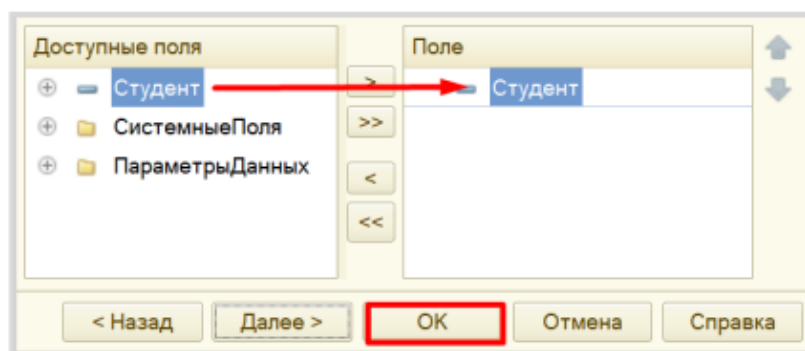 Доступные поля
Поле
Студент
>
Студент
СистемныеПоля
>>
ПараметрыДанных
<
<<
< Назад
Далее >
ОК
Отмена
Справка